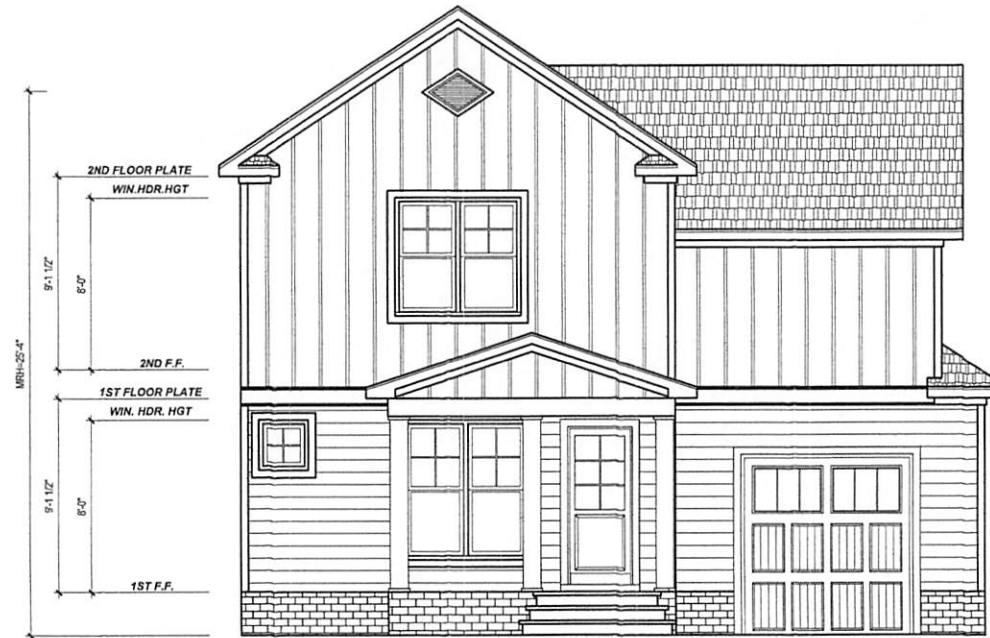 2ND FLOOR PLATE
WIN.HDR.HGT
9'-1 1/2"
8'-0"
MRH=25'-4"
2ND F.F.
1ST FLOOR PLATE
WIN. HDR. HGT
9'-1 1/2"
8'-0"
1ST F.F.